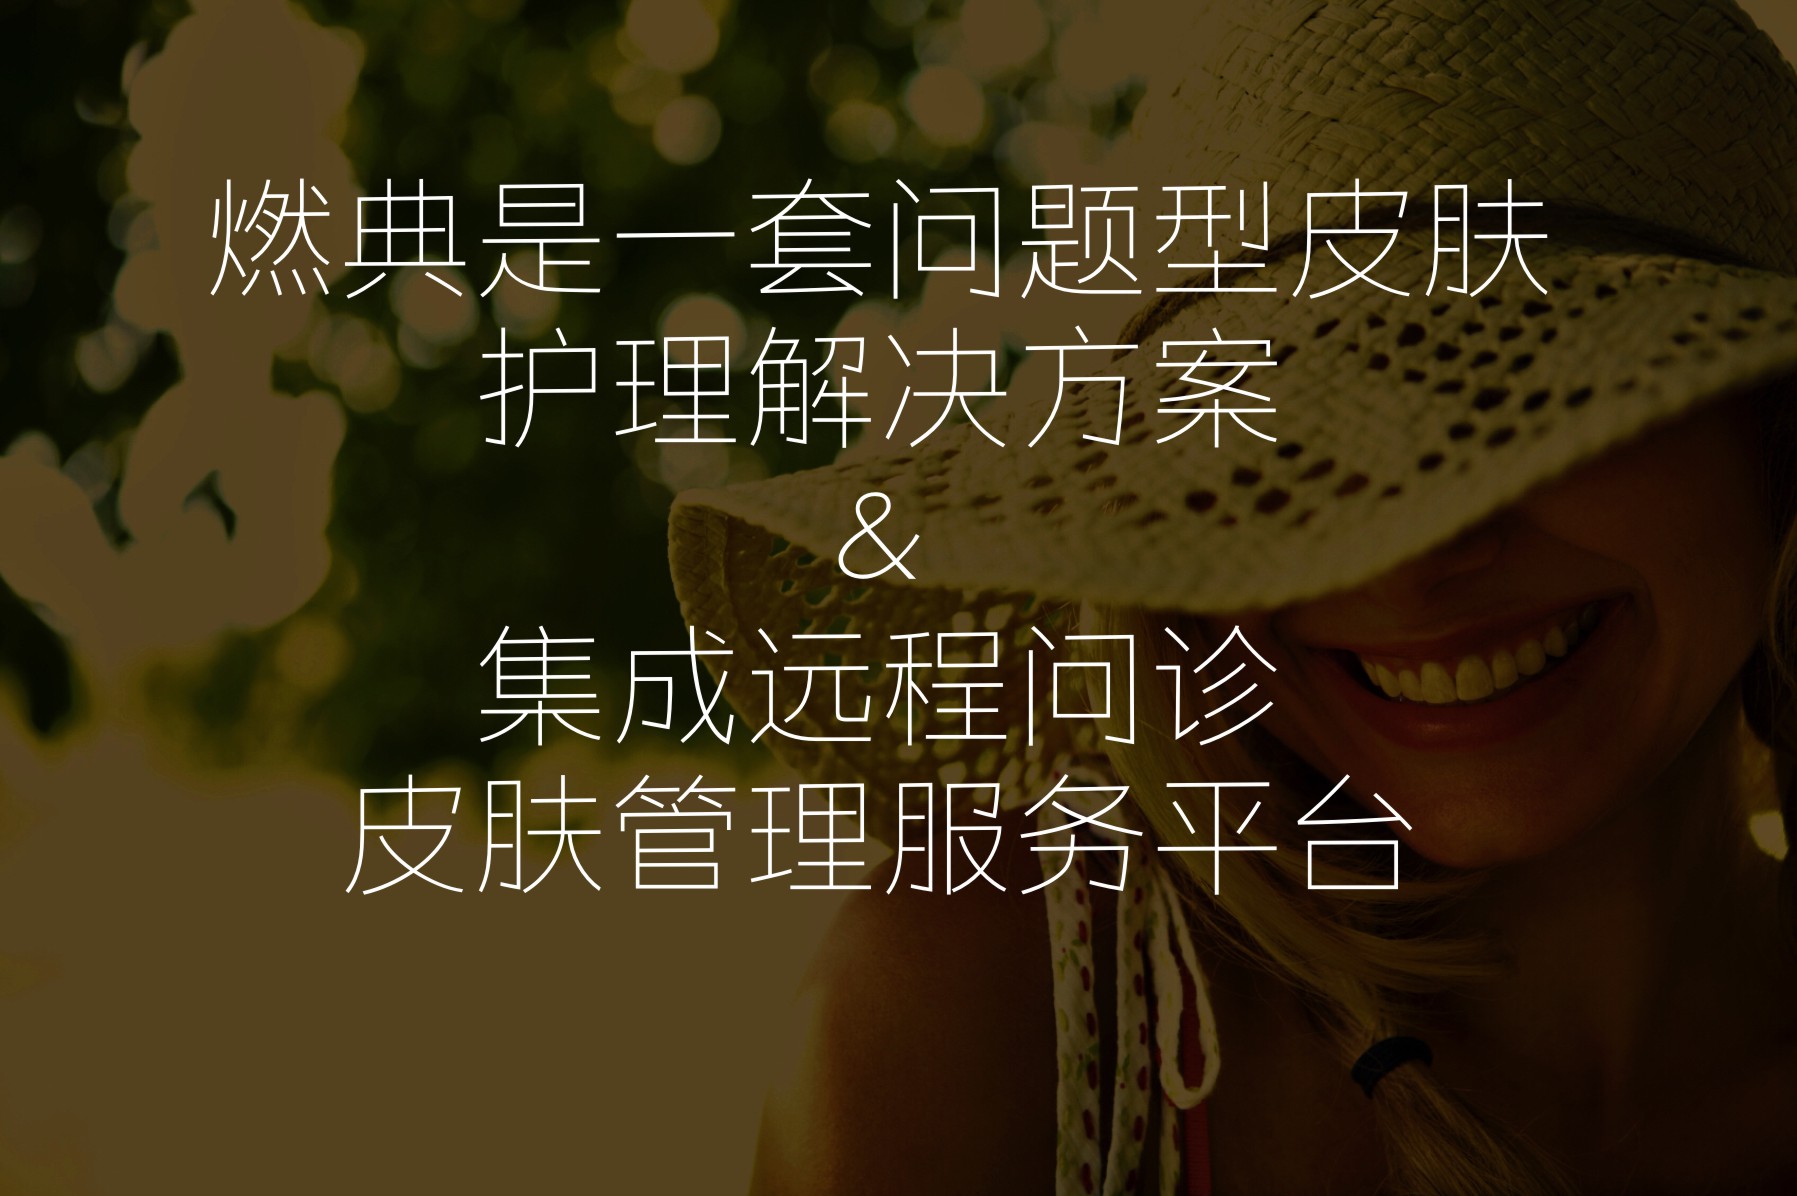 燃典是一套问题型皮肤
护理解决方案
&
集成远程问诊
皮肤管理服务平台